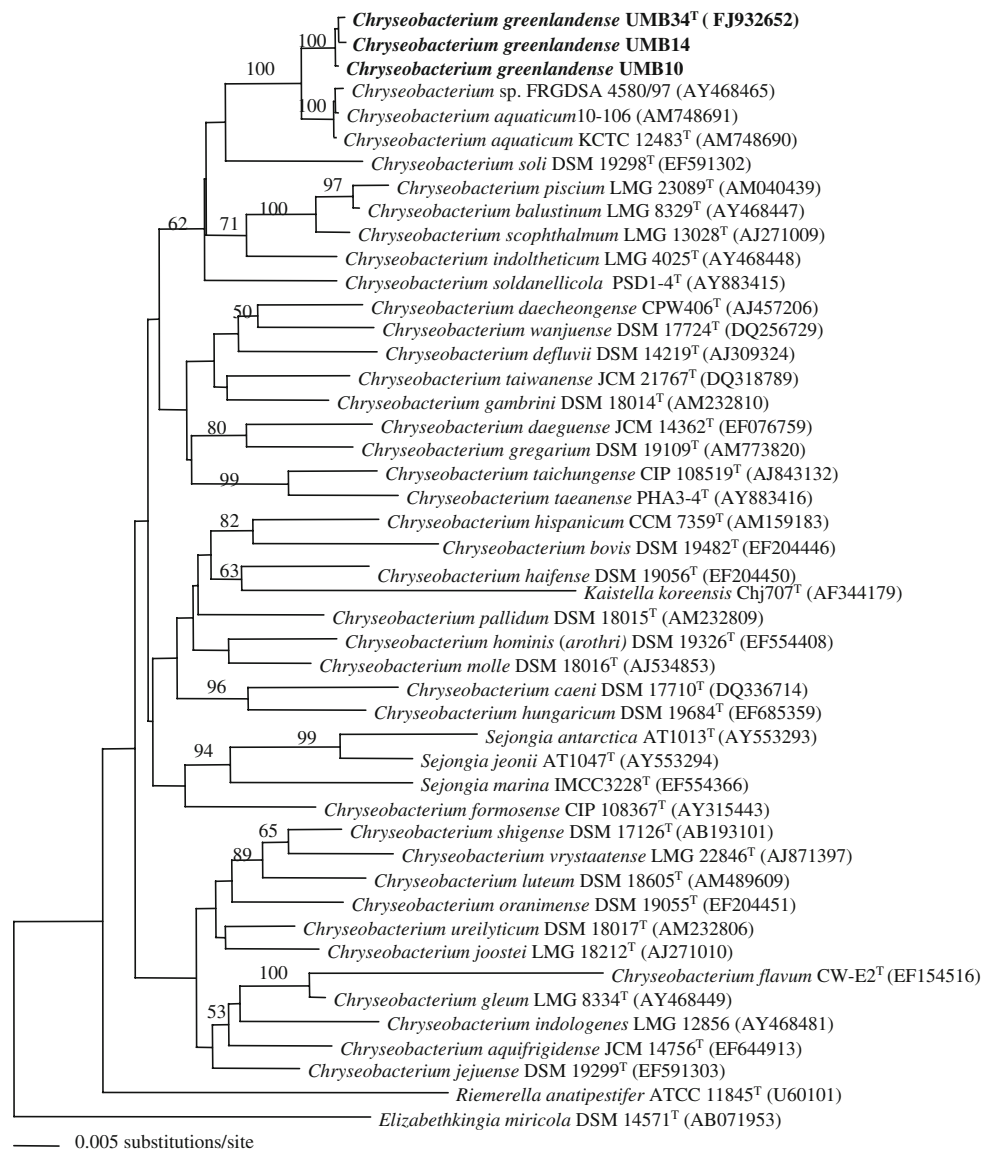 Chryseobacterium greenlandense UMB34ᵀ ( FJ932652)
100
Chryseobacterium greenlandense UMB14
100
Chryseobacterium greenlandense UMB10
Chryseobacterium sp. FRGDSA 4580/97 (AY468465)
100
Chryseobacterium aquaticum10-106 (AM748691)
Chryseobacterium aquaticum KCTC 12483ᵀ (AM748690)
Chryseobacterium soli DSM 19298ᵀ (EF591302)
97
Chryseobacterium piscium LMG 23089ᵀ (AM040439)
100
Chryseobacterium balustinum LMG 8329ᵀ (AY468447)
62
71
Chryseobacterium scophthalmum LMG 13028ᵀ (AJ271009)
Chryseobacterium indoltheticum LMG 4025ᵀ (AY468448)
Chryseobacterium soldanellicola PSD1-4ᵀ (AY883415)
50
Chryseobacterium daecheongense CPW406ᵀ (AJ457206)
Chryseobacterium wanjuense DSM 17724ᵀ (DQ256729)
Chryseobacterium defluvii DSM 14219ᵀ (AJ309324)
Chryseobacterium taiwanense JCM 21767ᵀ (DQ318789)
Chryseobacterium gambrini DSM 18014ᵀ (AM232810)
80
Chryseobacterium daeguense JCM 14362ᵀ (EF076759)
Chryseobacterium gregarium DSM 19109ᵀ (AM773820)
99
Chryseobacterium taichungense CIP 108519ᵀ (AJ843132)
Chryseobacterium taeanense PHA3-4ᵀ (AY883416)
82
Chryseobacterium hispanicum CCM 7359ᵀ (AM159183)
Chryseobacterium bovis DSM 19482ᵀ (EF204446)
63
Chryseobacterium haifense DSM 19056ᵀ (EF204450)
Kaistella koreensis Chj707ᵀ (AF344179)
Chryseobacterium pallidum DSM 18015ᵀ (AM232809)
Chryseobacterium hominis (arothri) DSM 19326ᵀ (EF554408)
Chryseobacterium molle DSM 18016ᵀ (AJ534853)
96
Chryseobacterium caeni DSM 17710ᵀ (DQ336714)
Chryseobacterium hungaricum DSM 19684ᵀ (EF685359)
94
99
Sejongia antarctica AT1013ᵀ (AY553293)
Sejongia jeonii AT1047ᵀ (AY553294)
Sejongia marina IMCC3228ᵀ (EF554366)
Chryseobacterium formosense CIP 108367ᵀ (AY315443)
65
Chryseobacterium shigense DSM 17126ᵀ (AB193101)
89
Chryseobacterium vrystaatense LMG 22846ᵀ (AJ871397)
Chryseobacterium luteum DSM 18605ᵀ (AM489609)
Chryseobacterium oranimense DSM 19055ᵀ (EF204451)
Chryseobacterium ureilyticum DSM 18017ᵀ (AM232806)
Chryseobacterium joostei LMG 18212ᵀ (AJ271010)
100
Chryseobacterium flavum CW-E2ᵀ (EF154516)
Chryseobacterium gleum LMG 8334ᵀ (AY468449)
53
Chryseobacterium indologenes LMG 12856 (AY468481)
Chryseobacterium aquifrigidense JCM 14756ᵀ (EF644913)
Chryseobacterium jejuense DSM 19299ᵀ (EF591303)
Riemerella anatipestifer ATCC 11845ᵀ (U60101)
Elizabethkingia miricola DSM 14571ᵀ (AB071953)
0.005 substitutions/site